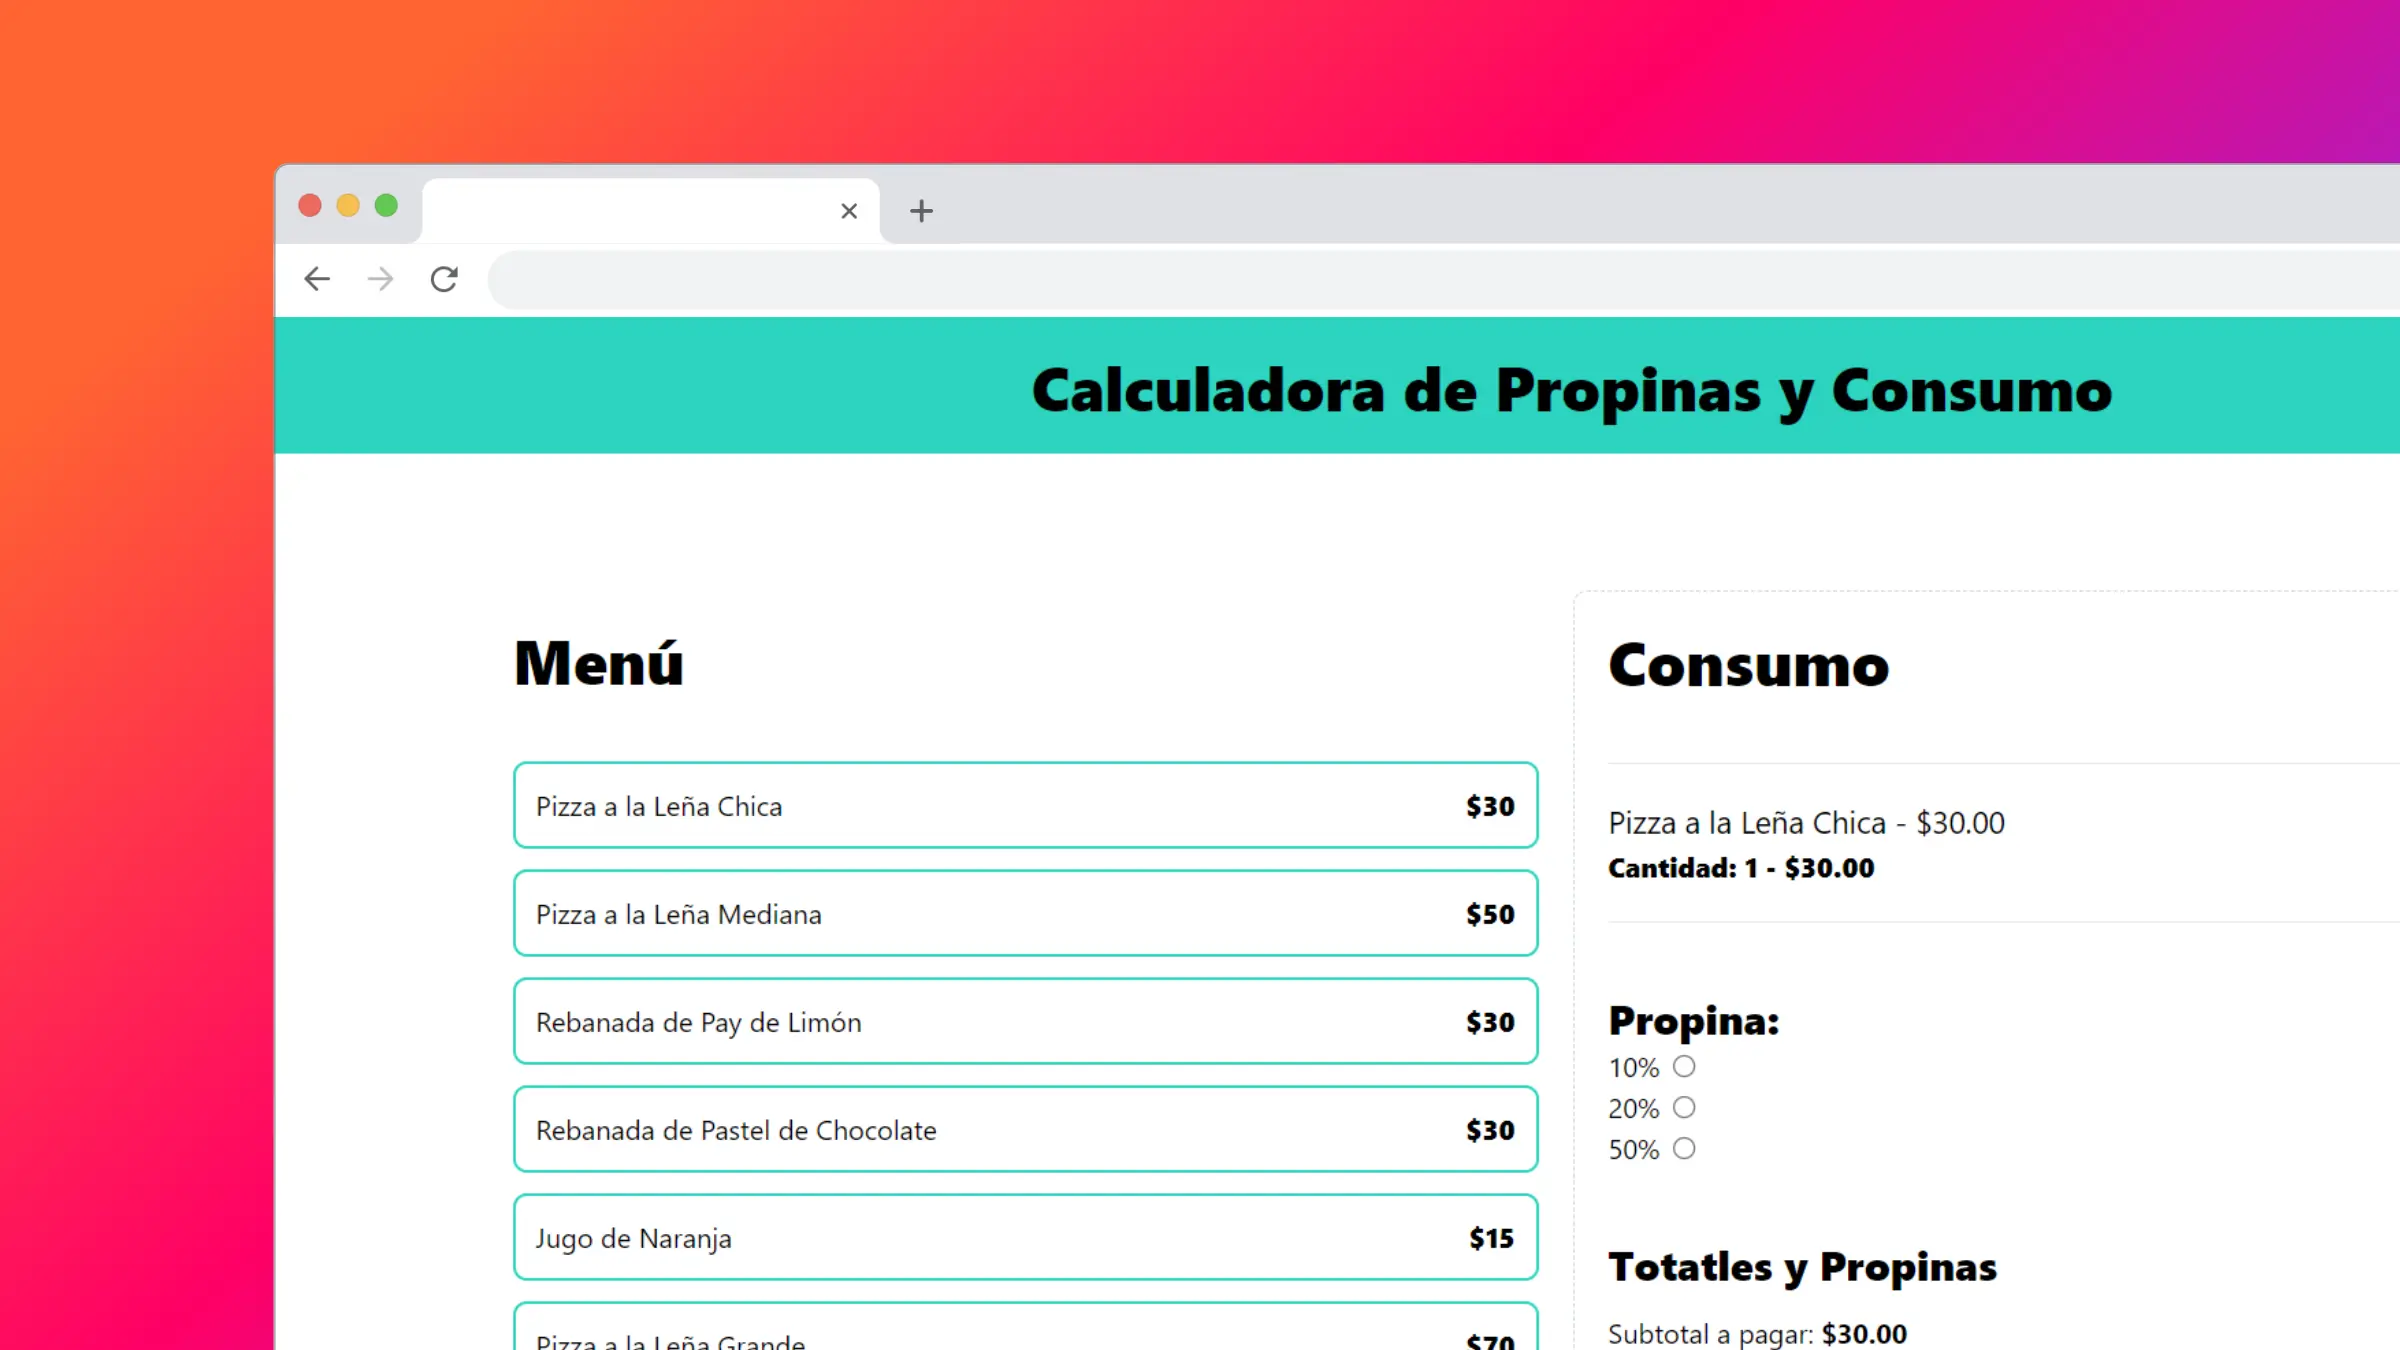 Calculadora de Propinas y Consumo
Menú
Pizza a la Leña Chica $30
Pizza a la Leña Mediana $50
Rebanada de Pay de Limón $30
Rebanada de Pastel de Chocolate $30
Jugo de Naranja $15
Pizza a la Leña Grande $70
Consumo
Pizza a la Leña Chica - $30.00
Cantidad: 1 - $30.00
Propina:
10%
20%
50%
Totatles y Propinas
Subtotal a pagar: $30.00